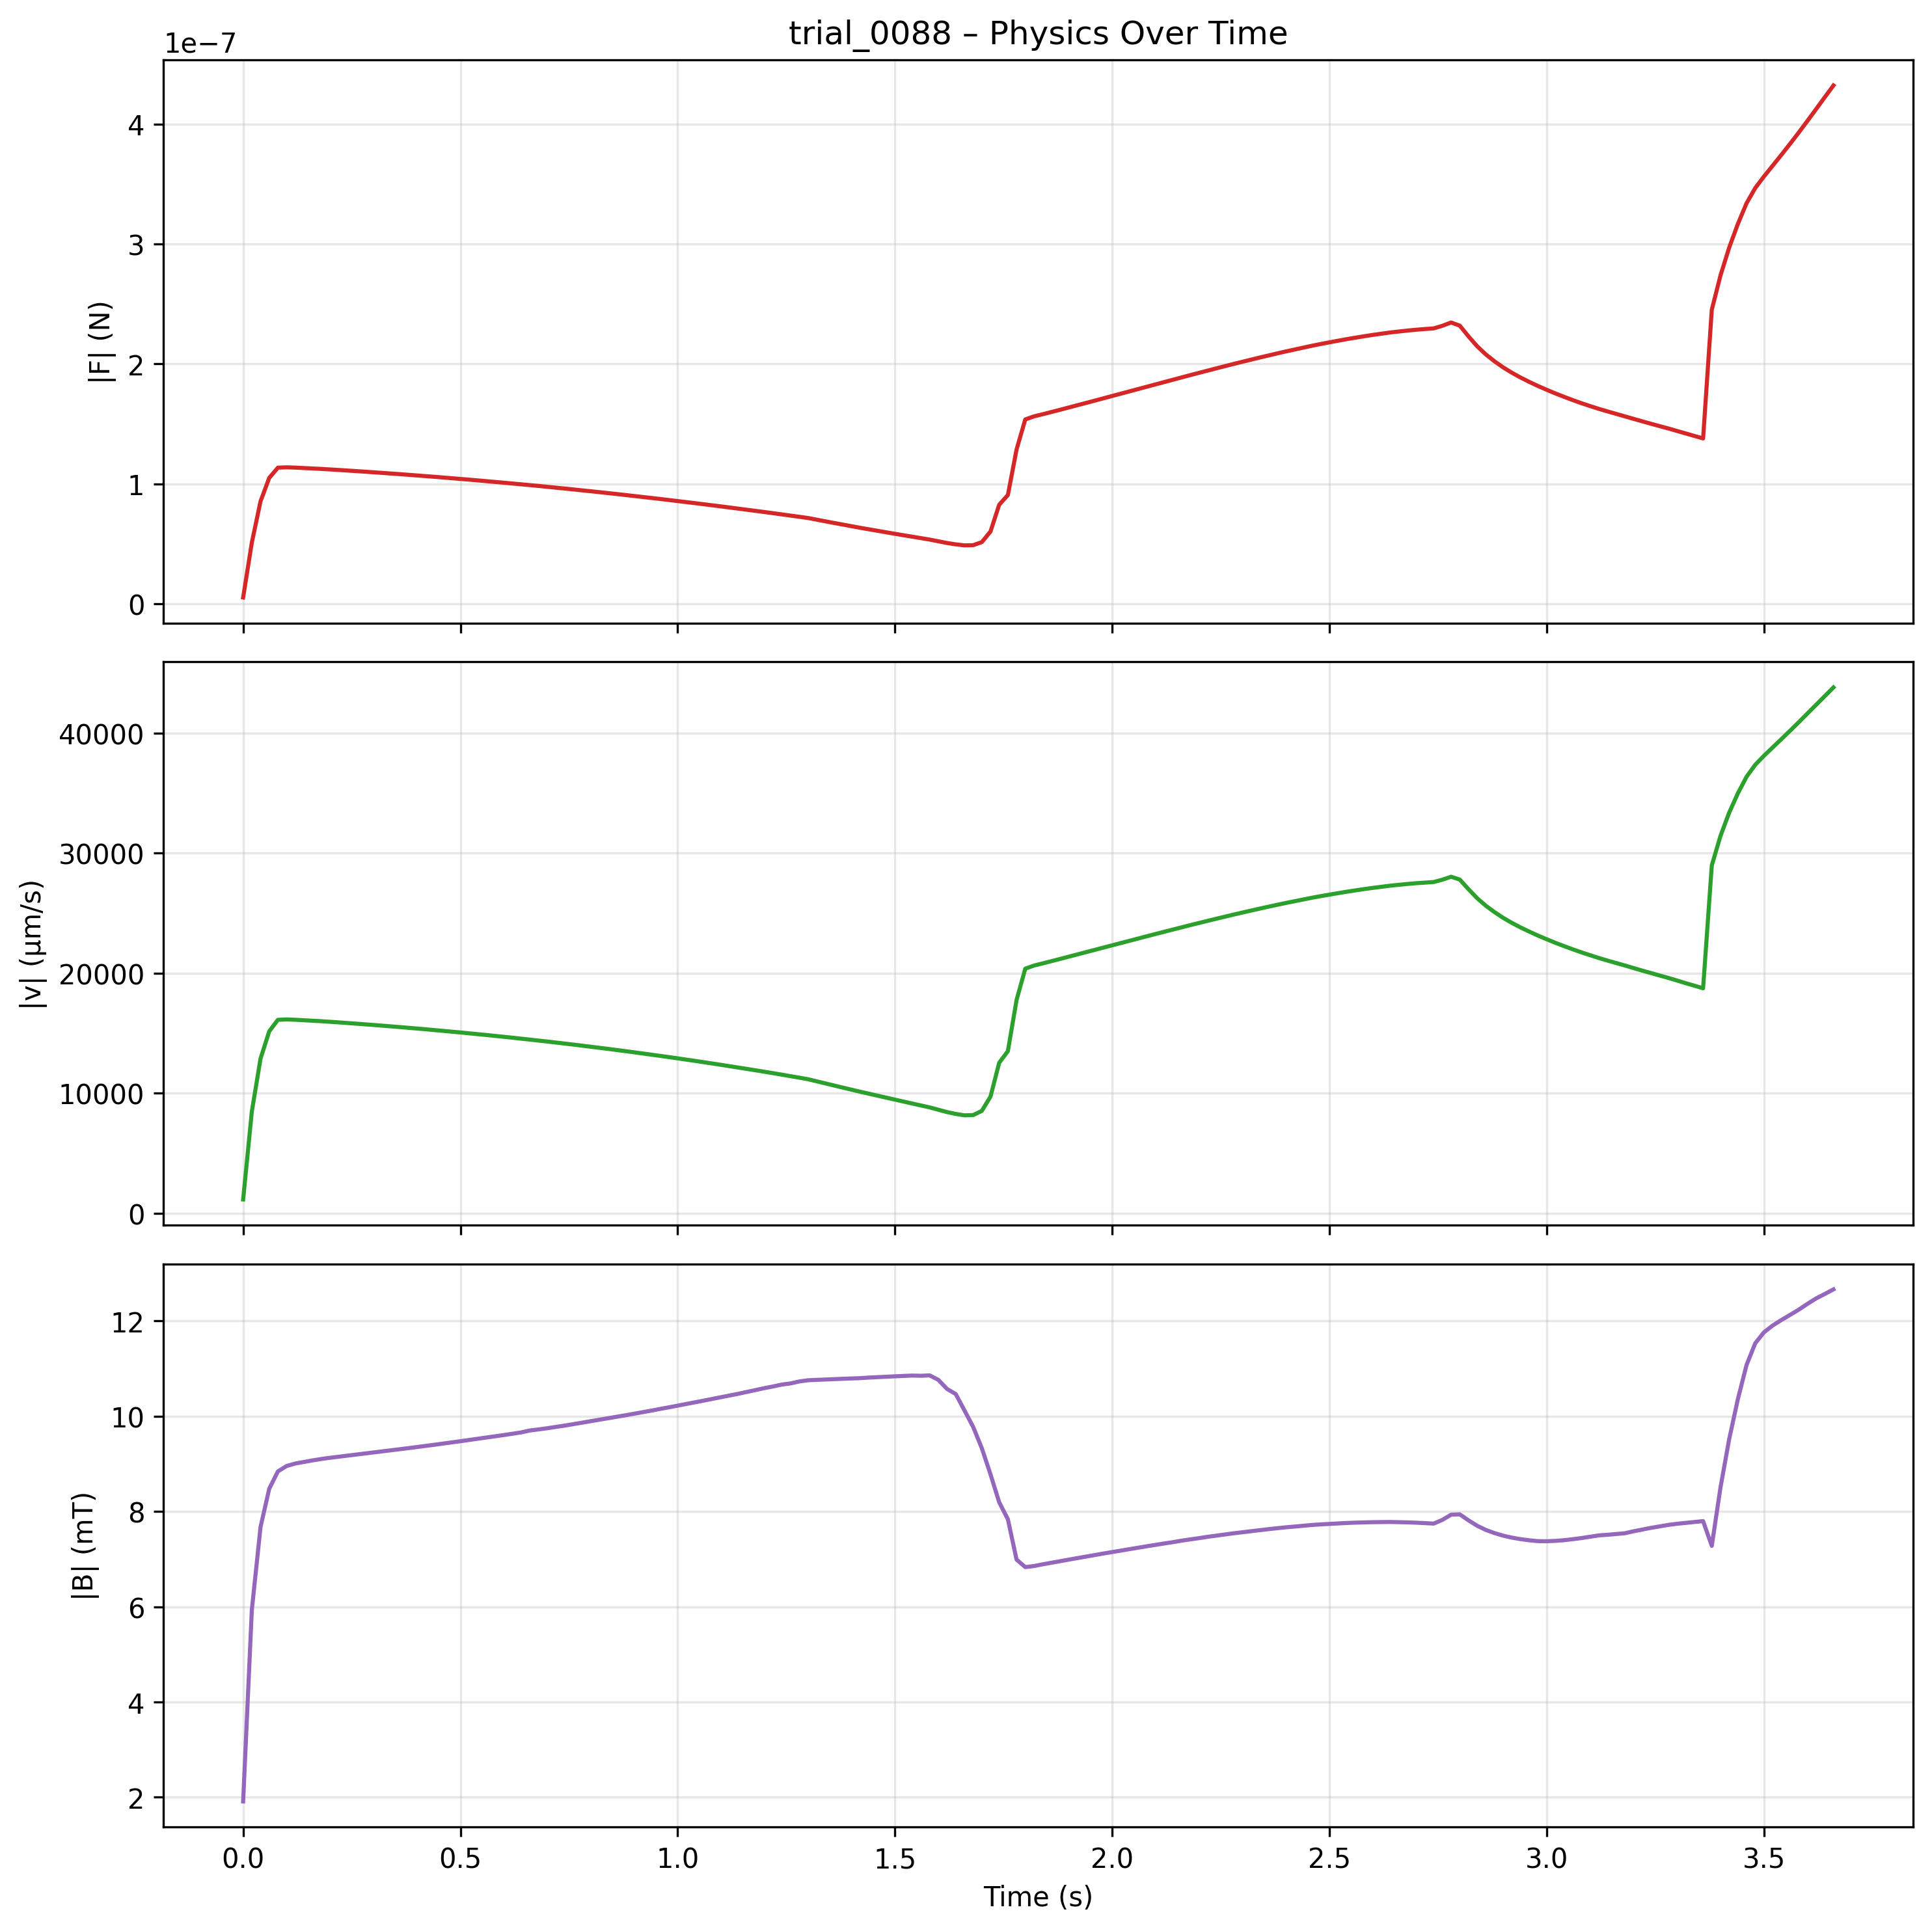 trial_0088 – Physics Over Time
1e−7
|F| (N)
4
3
2
1
0
|v| (µm/s)
40000
30000
20000
10000
0
|B| (mT)
12
10
8
6
4
2
0.0 0.5 1.0 1.5 2.0 2.5 3.0 3.5
Time (s)